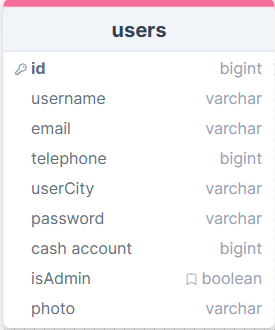 users
id bigint
username varchar
email varchar
telephone bigint
userCity varchar
password varchar
cash account bigint
isAdmin boolean
photo varchar